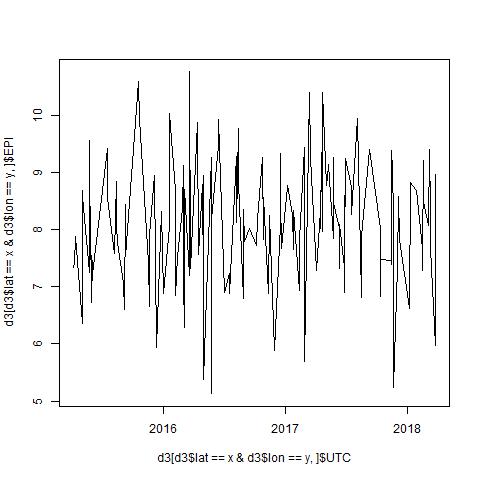 d3[d3$lat == x & d3$lon == y, ]$EPI
10
9
8
7
6
5
2016 2017 2018
d3[d3$lat == x & d3$lon == y, ]$UTC